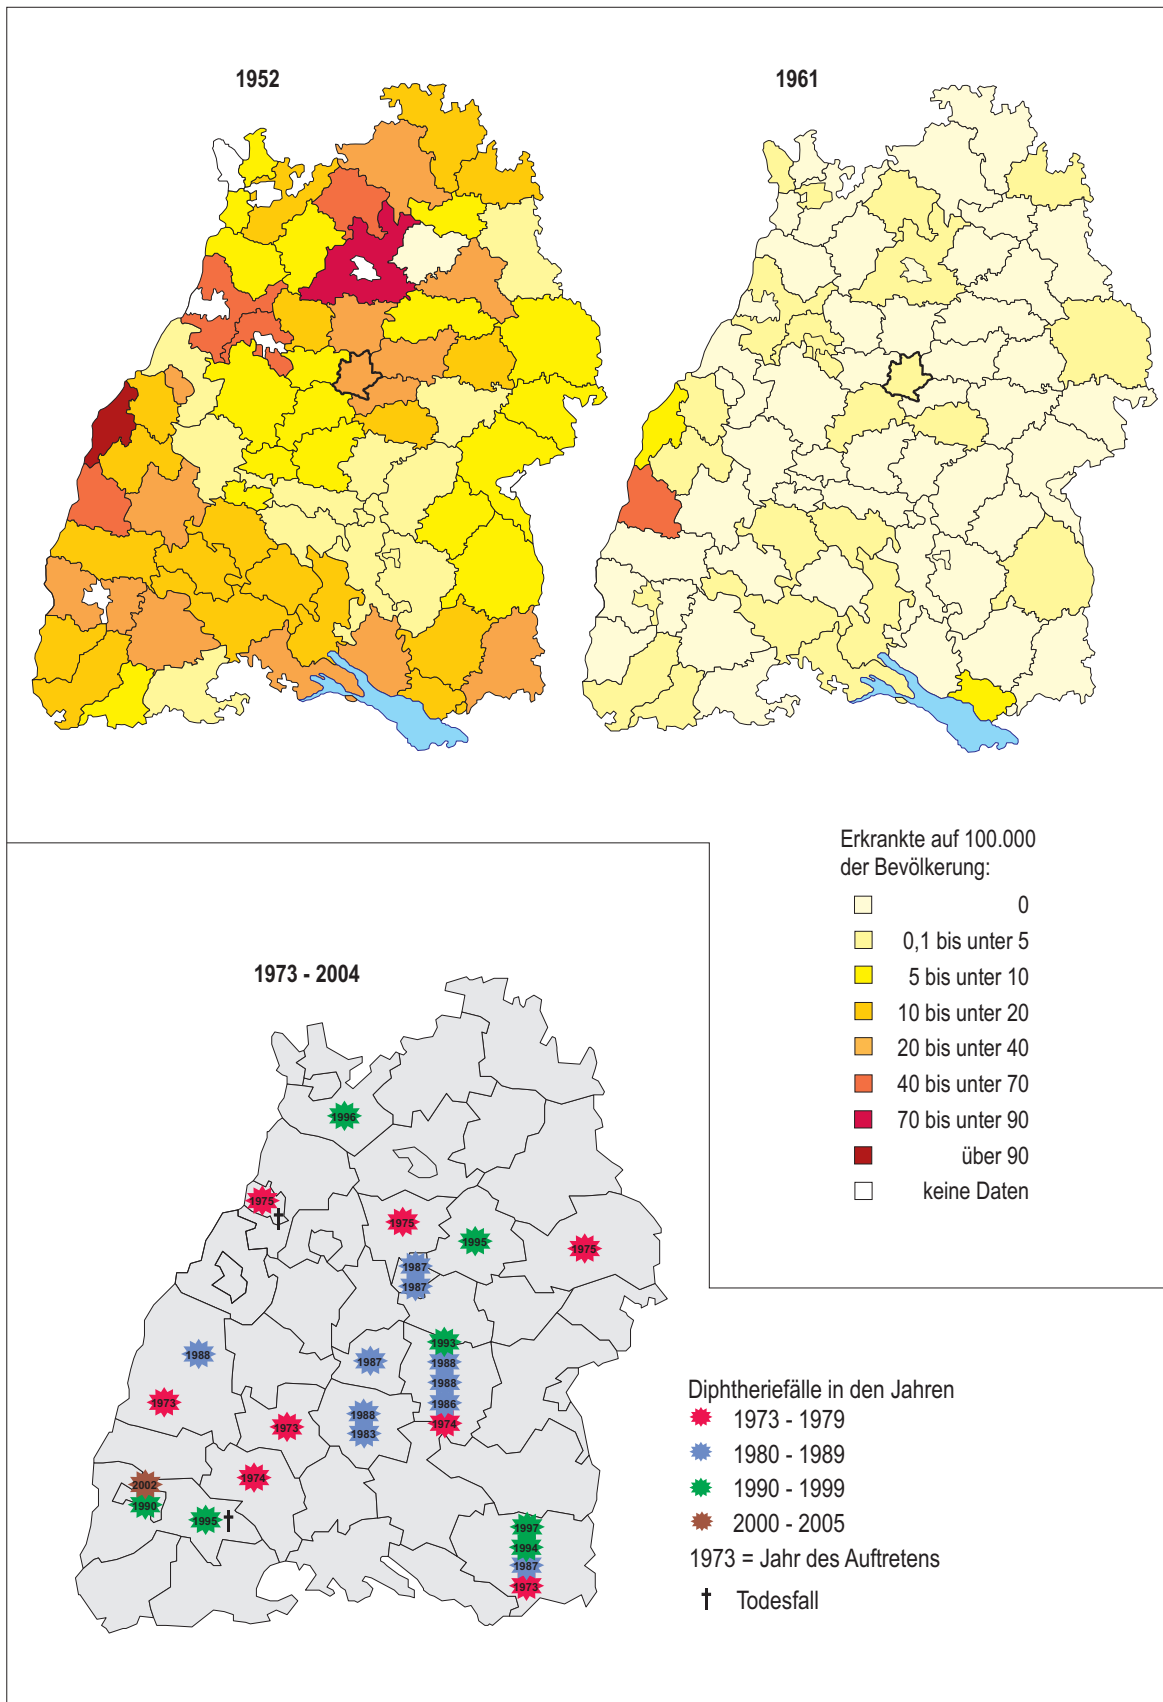 1952
1961
Erkrankte auf 100.000
der Bevölkerung:
0
0,1 bis unter 5
5 bis unter 10
10 bis unter 20
20 bis unter 40
40 bis unter 70
70 bis unter 90
über 90
keine Daten
1973 - 2004
1996
1975
1975
1995
1975
1987
1987
1993
1988
1987
1988
1988
1973
1986
1988
1973
1974
1983
1974
2002
1990
1995
1997
1994
1987
1973
Diphtheriefälle in den Jahren
1973 - 1979
1980 - 1989
1990 - 1999
2000 - 2005
1973 = Jahr des Auftretens
Todesfall